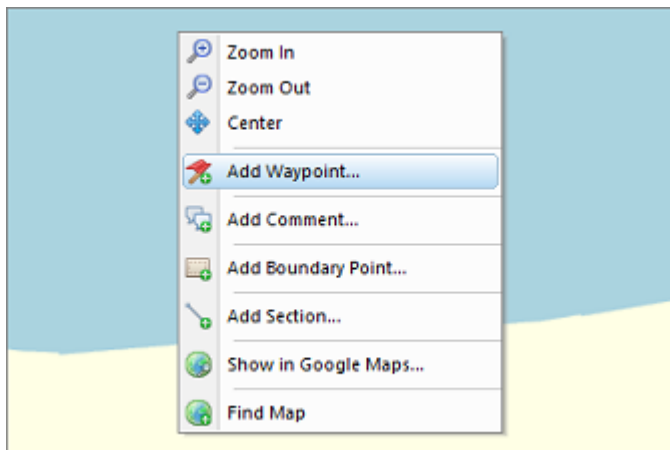 Zoom In
Zoom Out
Center
Add Waypoint...
Add Comment...
Add Boundary Point...
Add Section...
Show in Google Maps...
Find Map